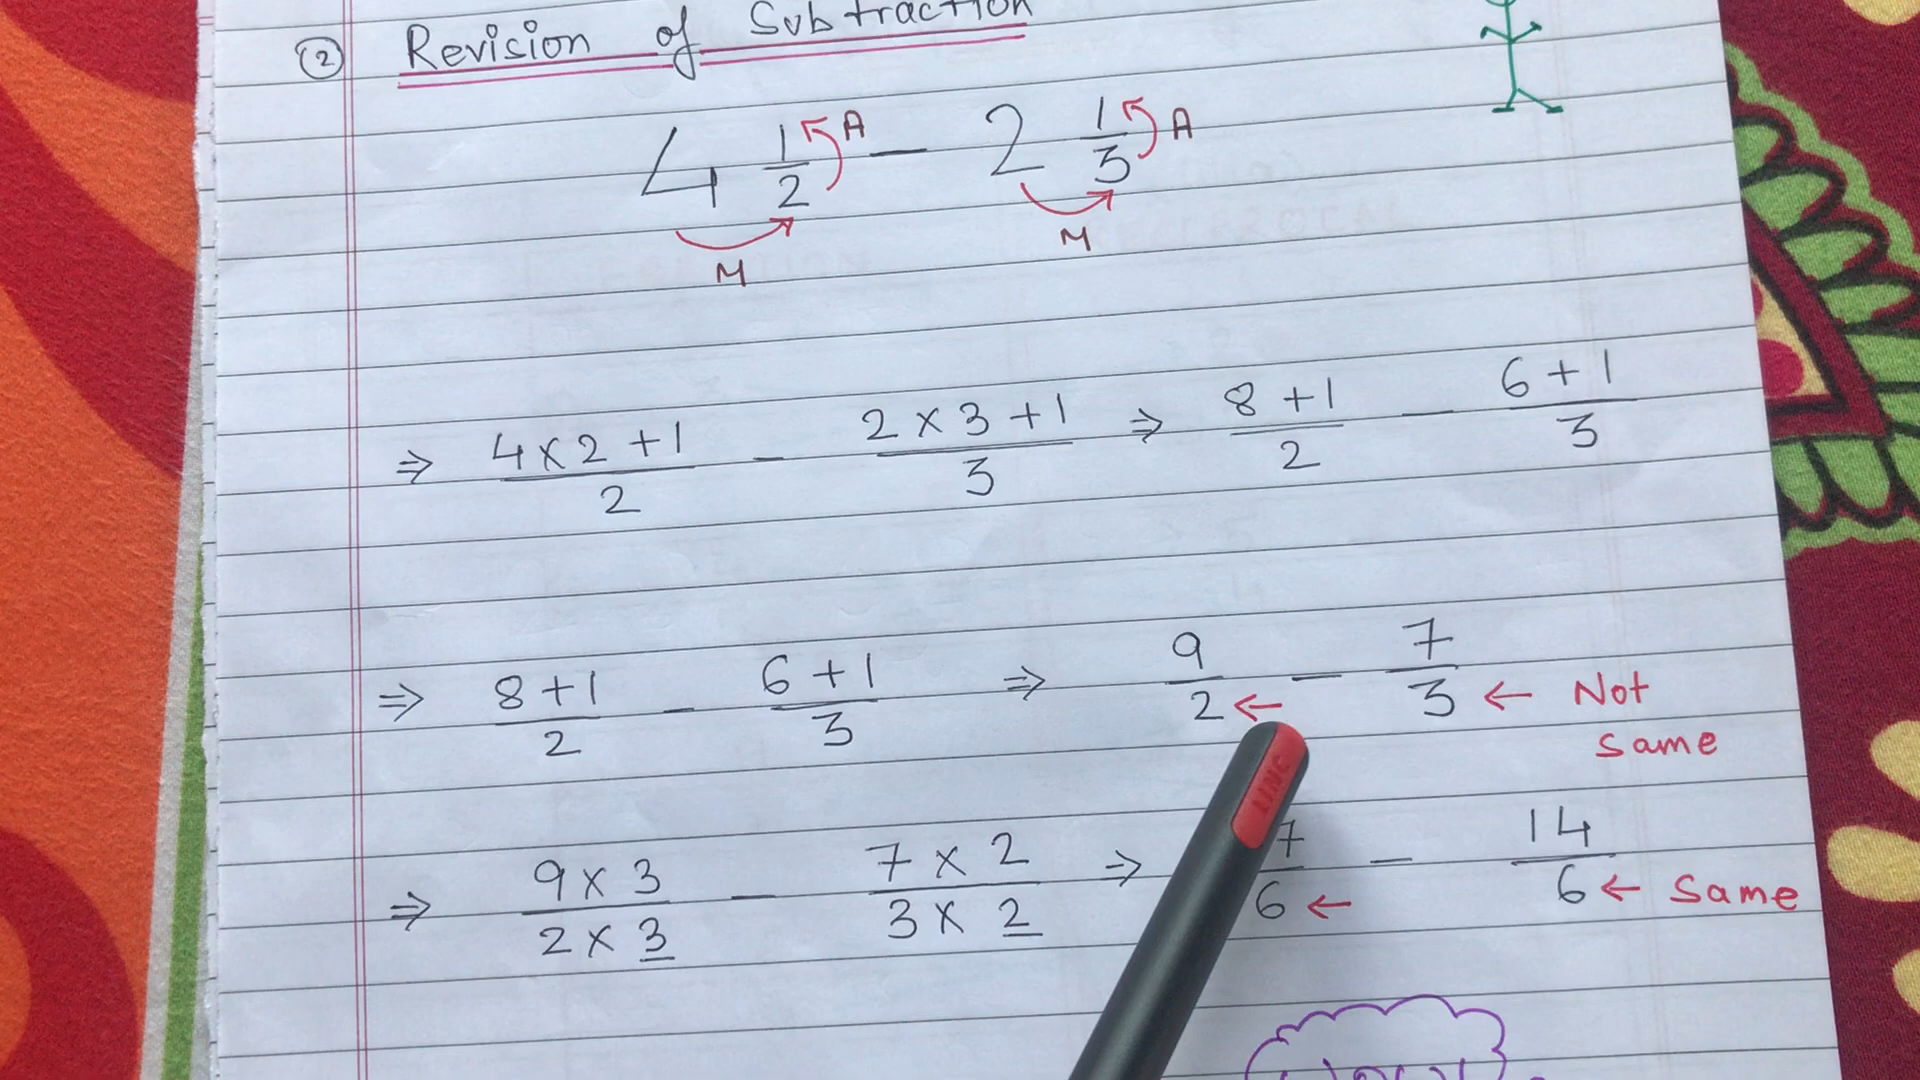 ② Revision of Subtraction
4 1/2 A - 2 1/3 A
M M
⇒ 4 x 2 + 1 / 2 - 2 x 3 + 1 / 3 ⇒ 8 + 1 / 2 - 6 + 1 / 3
⇒ 8 + 1 / 2 - 6 + 1 / 3 ⇒ 9 / 2 ← - 7 / 3 ← Not
same
⇒ 9 x 3 / 2 x 3 - 7 x 2 / 3 x 2 ⇒ 7 / 6 ← - 14 / 6 ← Same